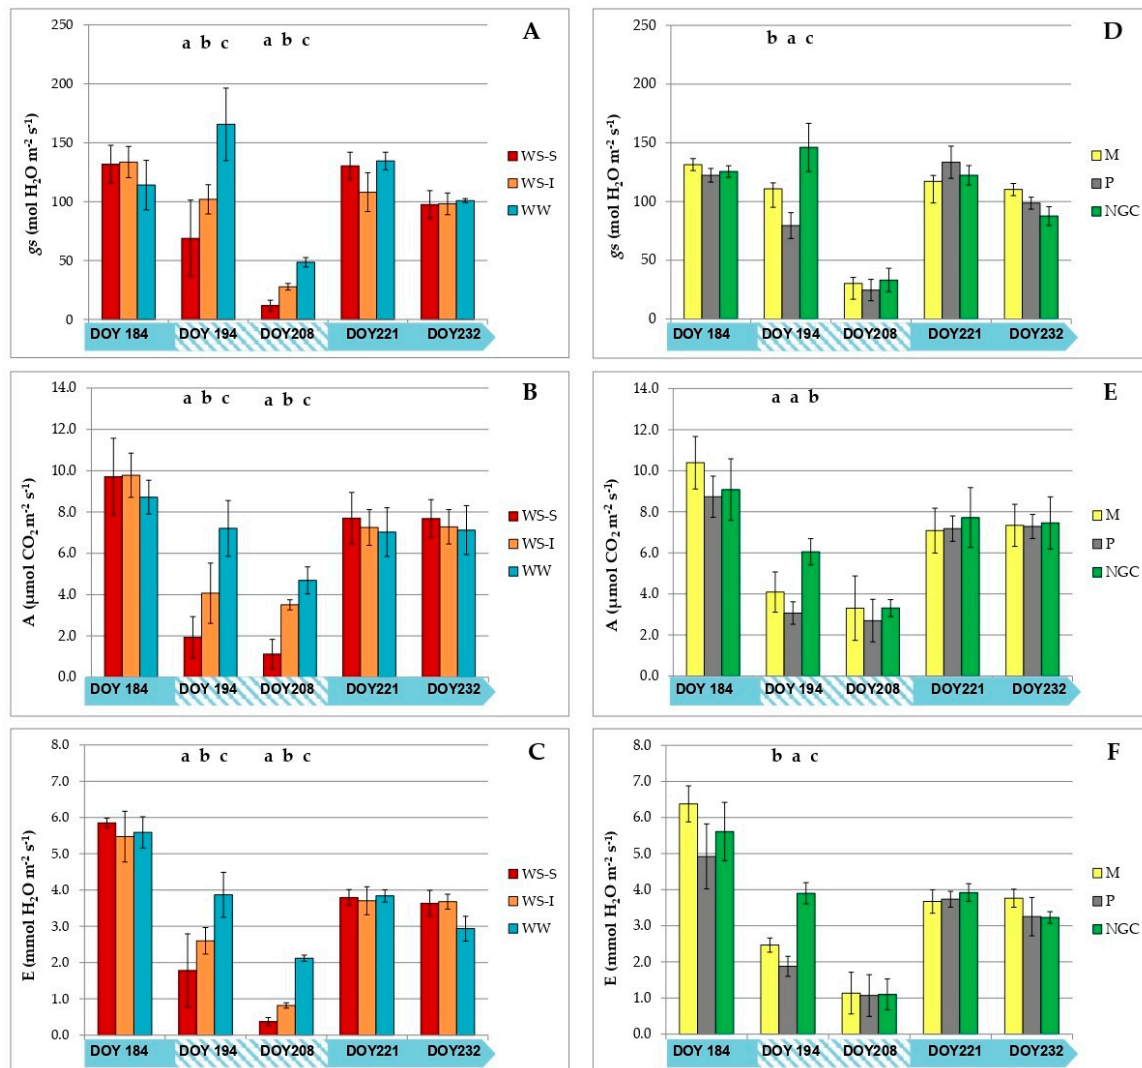 A
a b c a b c
250
200
150
100
50
0
gs (mol H₂O m⁻² s⁻¹)
WS-S
WS-I
WW
DOY 184 DOY 194 DOY208 DOY221 DOY232
D
b a c
250
200
150
100
50
0
gs (mol H₂O m⁻² s⁻¹)
M
P
NGC
DOY 184 DOY 194 DOY208 DOY221 DOY232
B
a b c a b c
14.0
12.0
10.0
8.0
6.0
4.0
2.0
0.0
A (µmol CO₂ m⁻² s⁻¹)
WS-S
WS-I
WW
DOY 184 DOY 194 DOY208 DOY221 DOY232
E
a a b
14.0
12.0
10.0
8.0
6.0
4.0
2.0
0.0
A (µmol CO₂ m⁻² s⁻¹)
M
P
NGC
DOY 184 DOY 194 DOY208 DOY221 DOY232
C
a b c a b c
8.0
7.0
6.0
5.0
4.0
3.0
2.0
1.0
0.0
E (mmol H₂O m⁻² s⁻¹)
WS-S
WS-I
WW
DOY 184 DOY 194 DOY208 DOY221 DOY232
F
b a c
8.0
7.0
6.0
5.0
4.0
3.0
2.0
1.0
0.0
E (mmol H₂O m⁻² s⁻¹)
M
P
NGC
DOY 184 DOY 194 DOY208 DOY221 DOY232